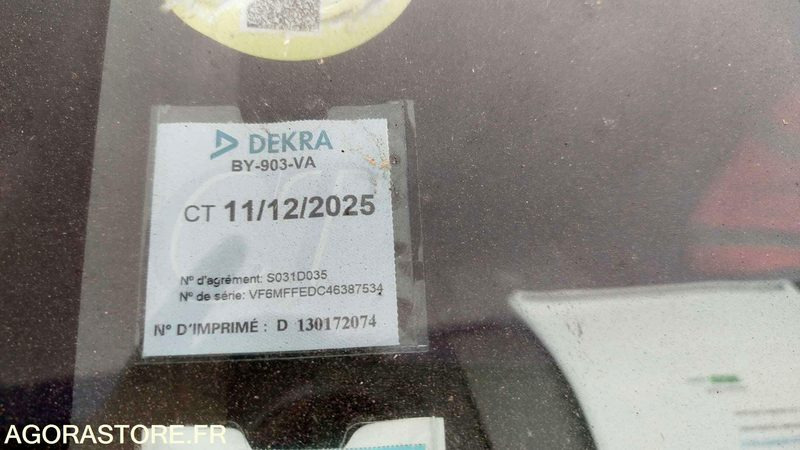 DEKRA
BY-903-VA
CT 11/12/2025
N° d'agrément: S031D035
N° de série: VF6MFFEDC46387534
N° D'IMPRIMÉ : D 130172074
AGORASTORE.FR